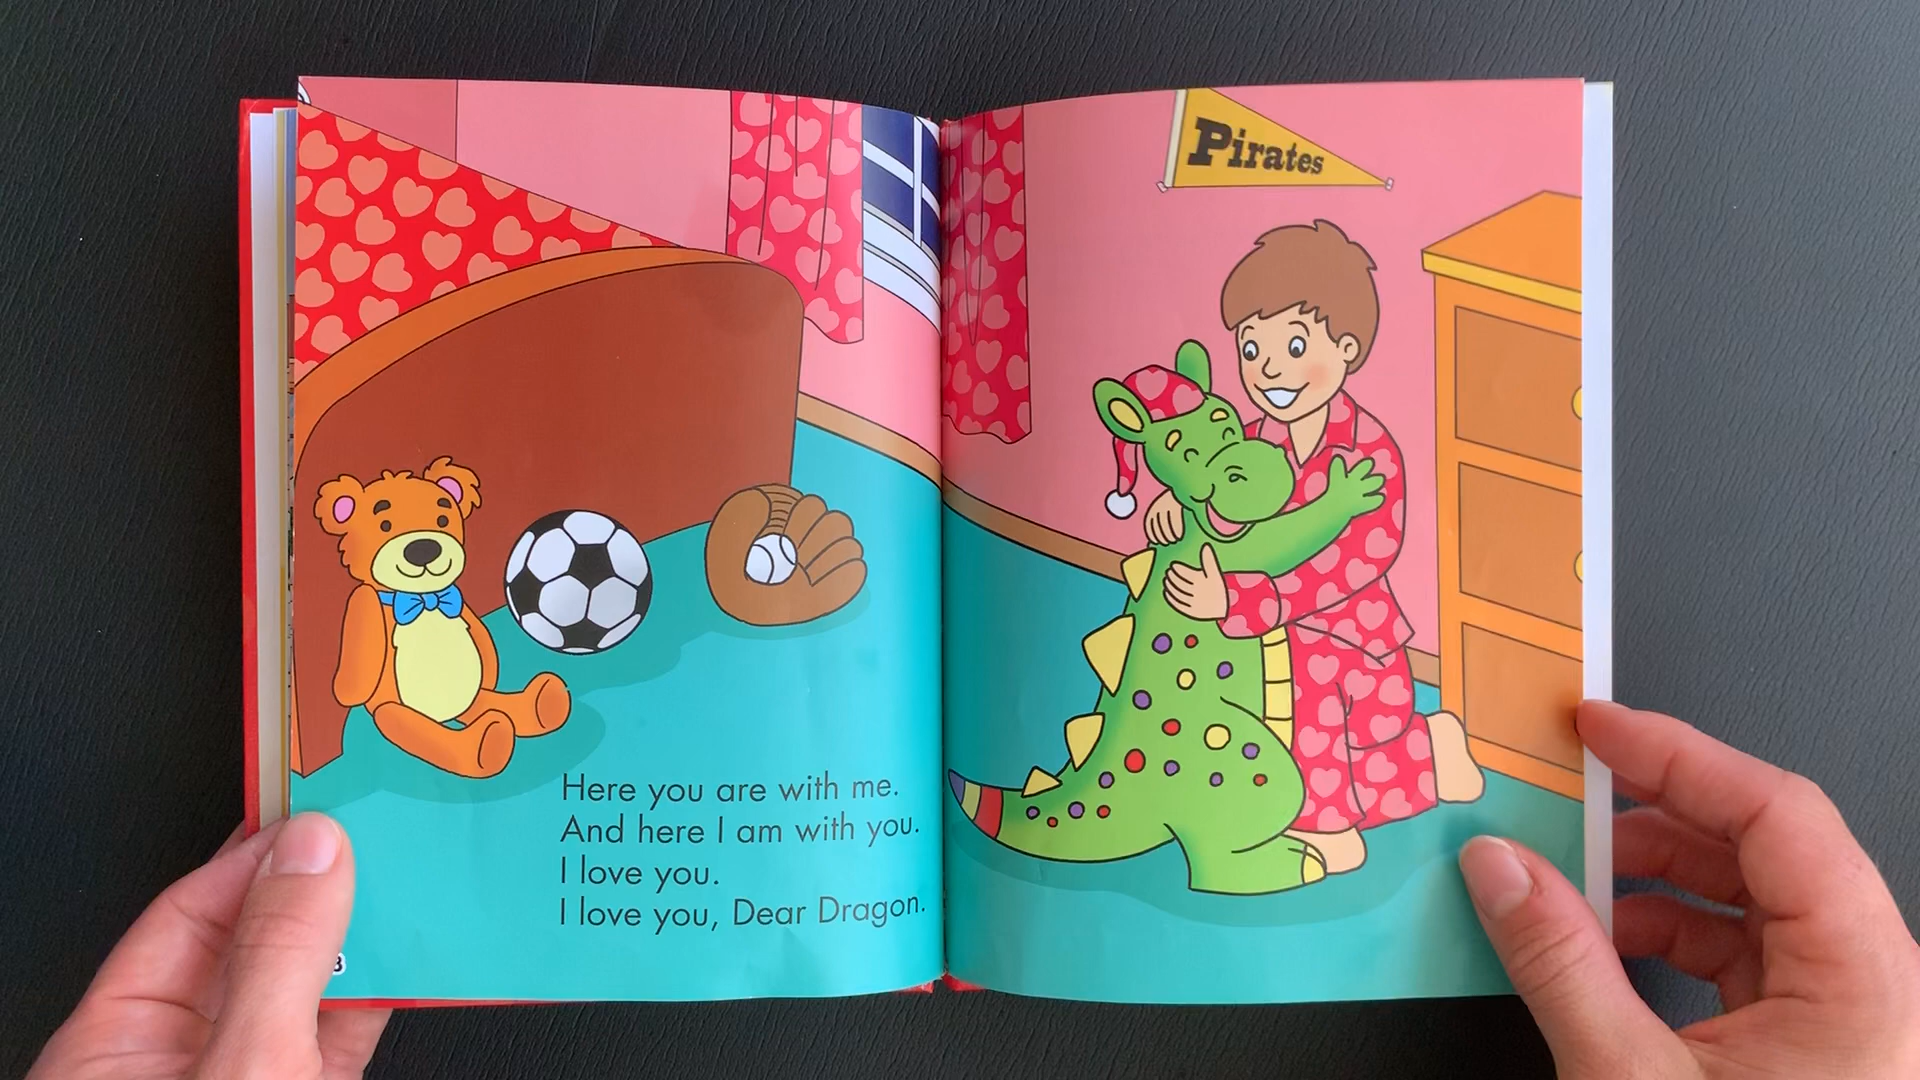 Here you are with me.
And here I am with you.
I love you.
I love you, Dear Dragon.
Pirates